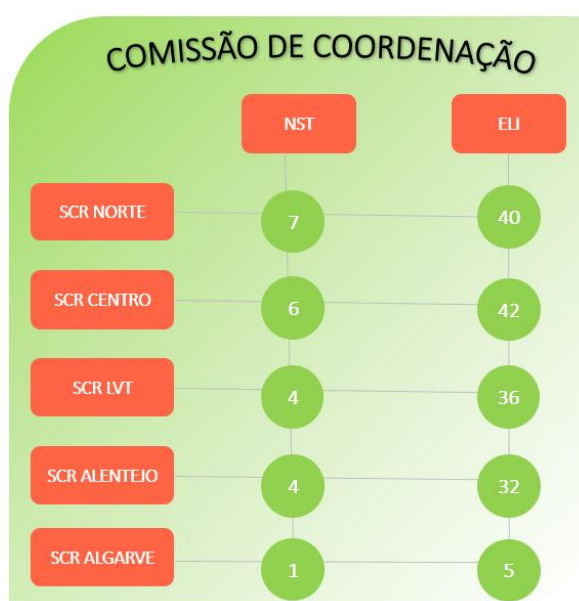 COMISSÃO DE COORDENAÇÃO
NST ELI
SCR NORTE 7 40
SCR CENTRO 6 42
SCR LVT 4 36
SCR ALENTEJO 4 32
SCR ALGARVE 1 5